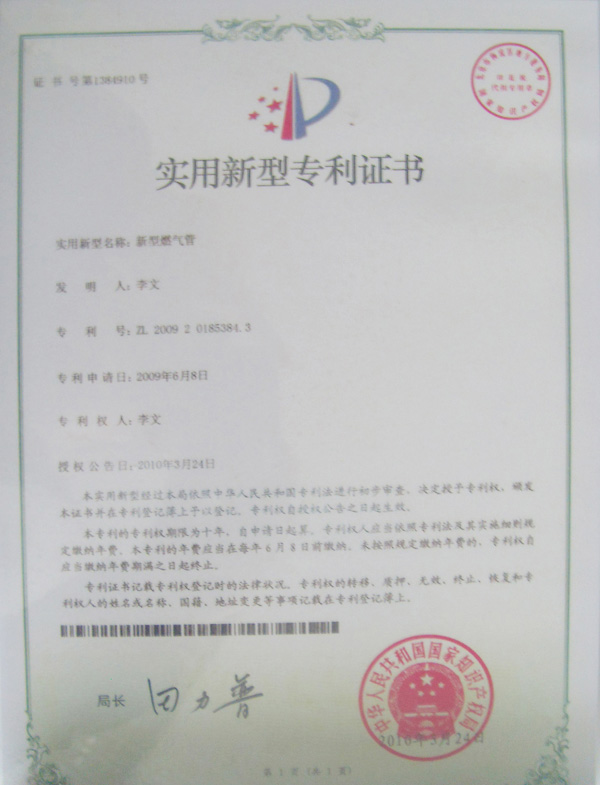 证 书 号 第1384910号
代理专用章
实用新型专利证书
实用新型名称：新型燃气管
发 明 人：李文
专 利 号：ZL 2009 2 0185384.3
专利申请日：2009年6月8日
专 利 权 人：李文
授权公告日：2010年3月24日
本实用新型经过本局依照中华人民共和国专利法进行初步审查，决定授予专利权，颁发
本证书并在专利登记簿上予以登记。专利权自授权公告之日起生效。
本专利的专利权期限为十年，自申请日起算。专利权人应当依照专利法及其实施细则规
定缴纳年费。本专利的年费应当在每年6月8日前缴纳。未按照规定缴纳年费的，专利权自
应当缴纳年费期满之日起终止。
专利证书记载专利权登记时的法律状况。专利权的转移、质押、无效、终止、恢复和专
利权人的姓名或名称、国籍、地址变更等事项记载在专利登记簿上。
局长 田力普
中华人民共和国国家知识产权局
2010年3月24日
第 1 页 (共 1 页)